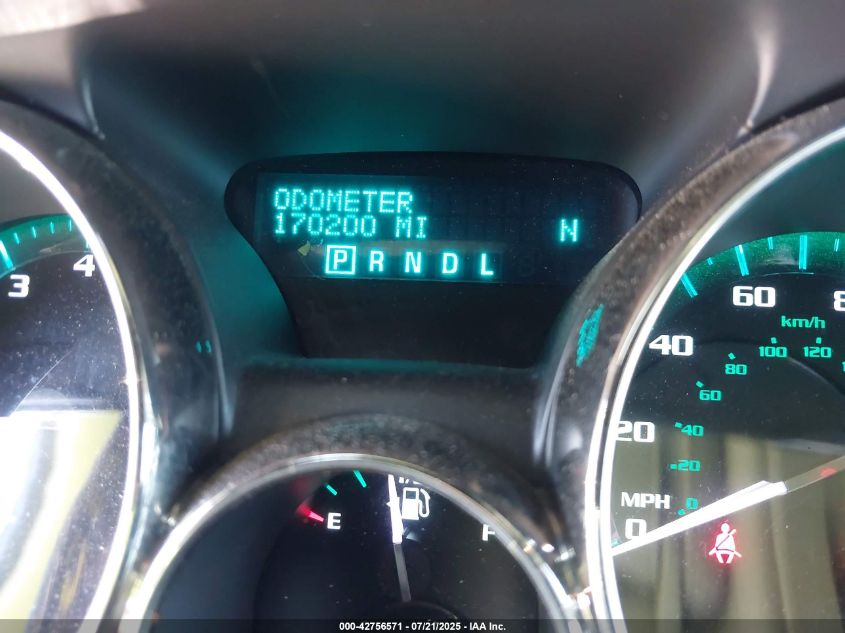 ODOMETER
170200 MI N
P R N D L
3 4
20 40 60
km/h
0 20 40 60 80 100 120
MPH
0
E
000-42756571 - 07/21/2025 - IAA Inc.